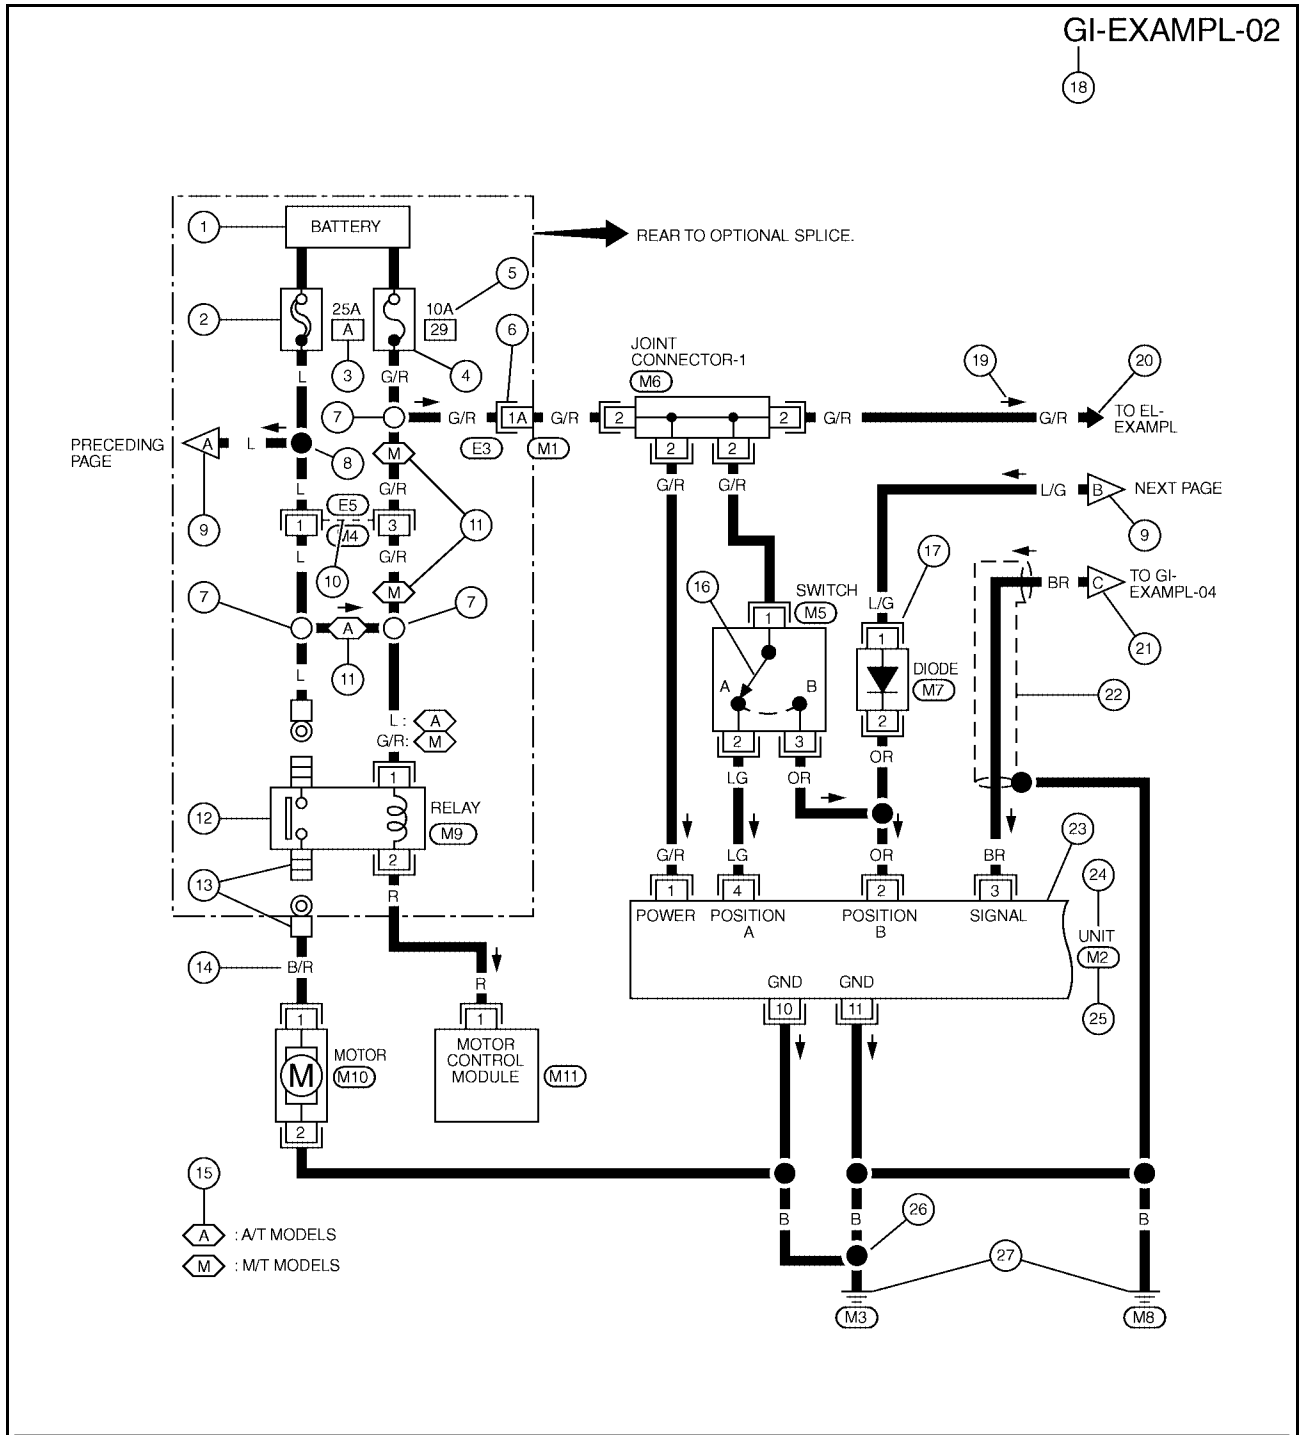 GI-EXAMPL-02
18
1
BATTERY
REAR TO OPTIONAL SPLICE.
5
2
25A
A
10A
29
6
3
4
JOINT
CONNECTOR-1
M6
19
20
L
G/R
7
G/R
1A
G/R
2
2
G/R
G/R
TO EL-
EXAMPL
PRECEDING
PAGE
A
L
8
M
E3
M1
2
2
9
L
G/R
G/R
G/R
L/G
B
NEXT PAGE
E5
1
3
M4
11
9
L
G/R
10
17
16
SWITCH
M5
BR
C
TO GI-
EXAMPL-04
7
M
7
1
L/G
A
1
21
11
L
A
B
DIODE
M7
22
L :
A
G/R:
M
2
3
2
LG
OR
OR
1
12
RELAY
M9
23
2
G/R
LG
OR
BR
13
1
4
2
3
24
R
POWER
POSITION
A
POSITION
B
SIGNAL
UNIT
M2
14
B/R
GND
GND
R
10
11
25
1
1
MOTOR
M10
M
MOTOR
CONTROL
MODULE
M11
2
15
A
: A/T MODELS
M
: M/T MODELS
B
B
26
B
27
M3
M8